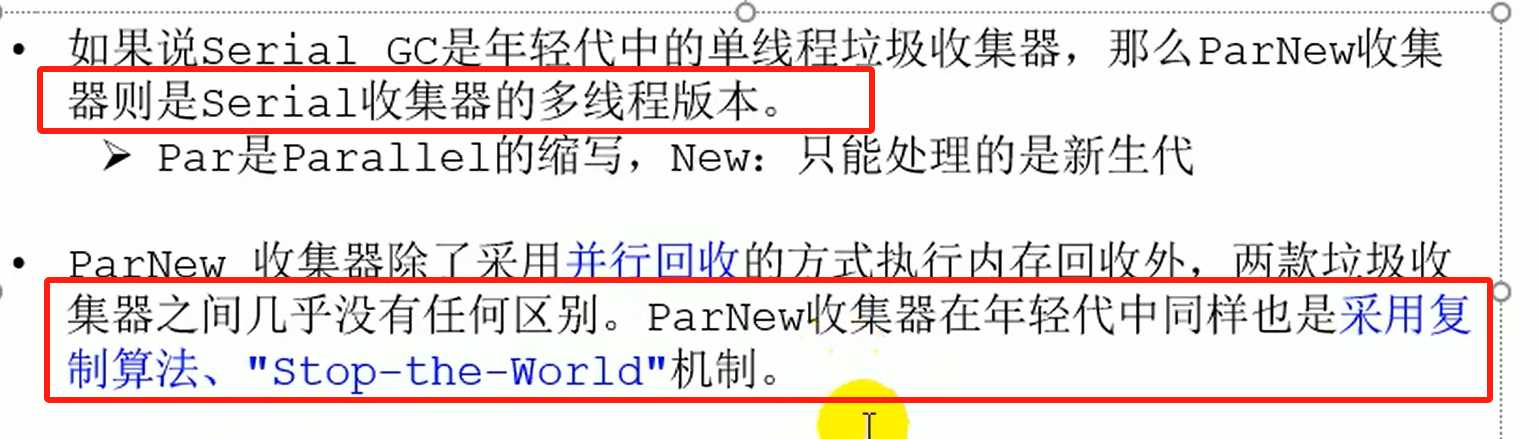 • 如果说Serial GC是年轻代中的单线程垃圾收集器，那么ParNew收集
器则是Serial收集器的多线程版本。
➢ Par是Parallel的缩写，New：只能处理的是新生代
• ParNew 收集器除了采用并行回收的方式执行内存回收外，两款垃圾收
集器之间几乎没有任何区别。ParNew收集器在年轻代中同样也是采用复
制算法、"Stop-the-World"机制。